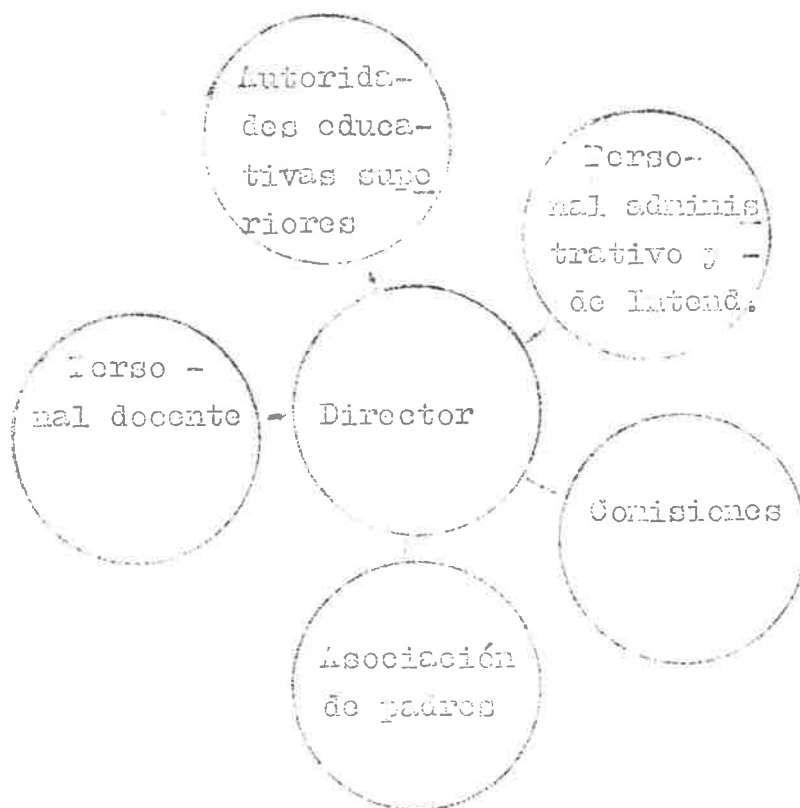 Autorida-
des educa-
tivas supe
riores
Perso-
nal adminis
trativo y -
de Intend.
Perso -
nal docente
Director
Comisiones
Asociación
de padres